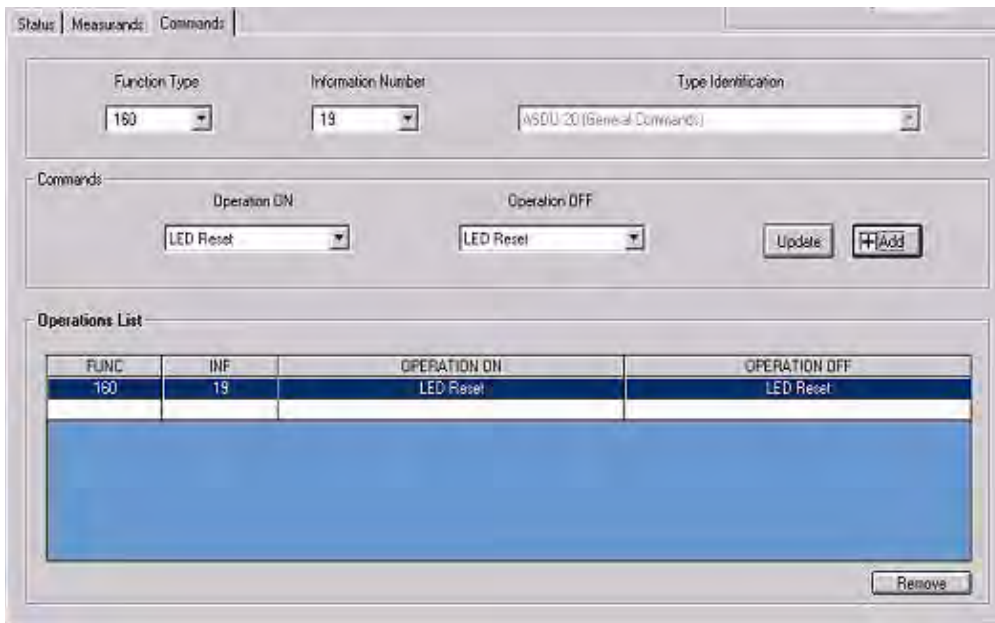 Status Measurands Commands
Function Type Information Number Type Identification
160 19 ASDU 20 (General Commands)
Commands
Operation ON Operation OFF
LED Reset LED Reset Update Add
Operations List
FUNC INF OPERATION ON OPERATION OFF
160 19 LED Reset LED Reset
Remove